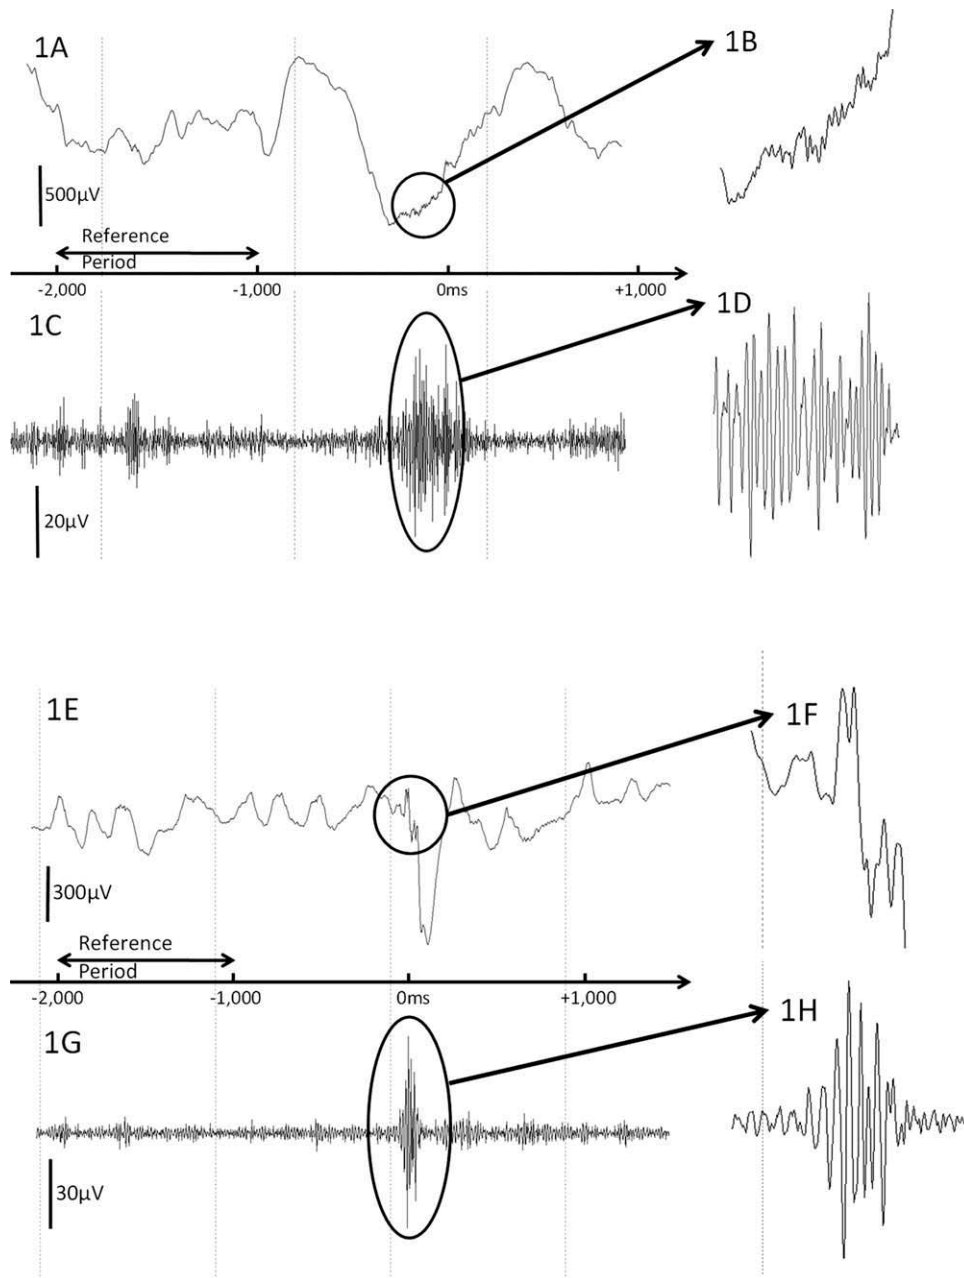 1A
1B
500μV
Reference
Period
-2,000 -1,000 0ms +1,000
1C
1D
20μV
1E
1F
300μV
Reference
Period
-2,000 -1,000 0ms +1,000
1G
1H
30μV